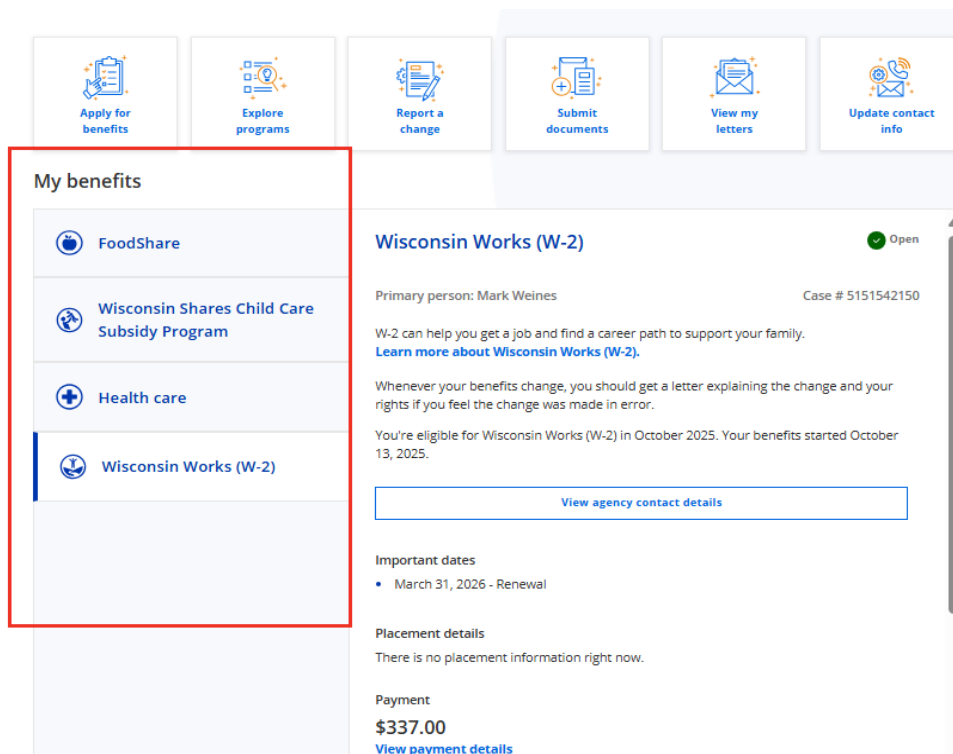 Apply for
benefits
Explore
programs
Report a
change
Submit
documents
View my
letters
Update contact
info
My benefits
FoodShare
Wisconsin Shares Child Care
Subsidy Program
Health care
Wisconsin Works (W-2)
Wisconsin Works (W-2)
Open
Primary person: Mark Weines
Case # 5151542150
W-2 can help you get a job and find a career path to support your family.
Learn more about Wisconsin Works (W-2).
Whenever your benefits change, you should get a letter explaining the change and your
rights if you feel the change was made in error.
You're eligible for Wisconsin Works (W-2) in October 2025. Your benefits started October
13, 2025.
View agency contact details
Important dates
• March 31, 2026 - Renewal
Placement details
There is no placement information right now.
Payment
$337.00
View payment details